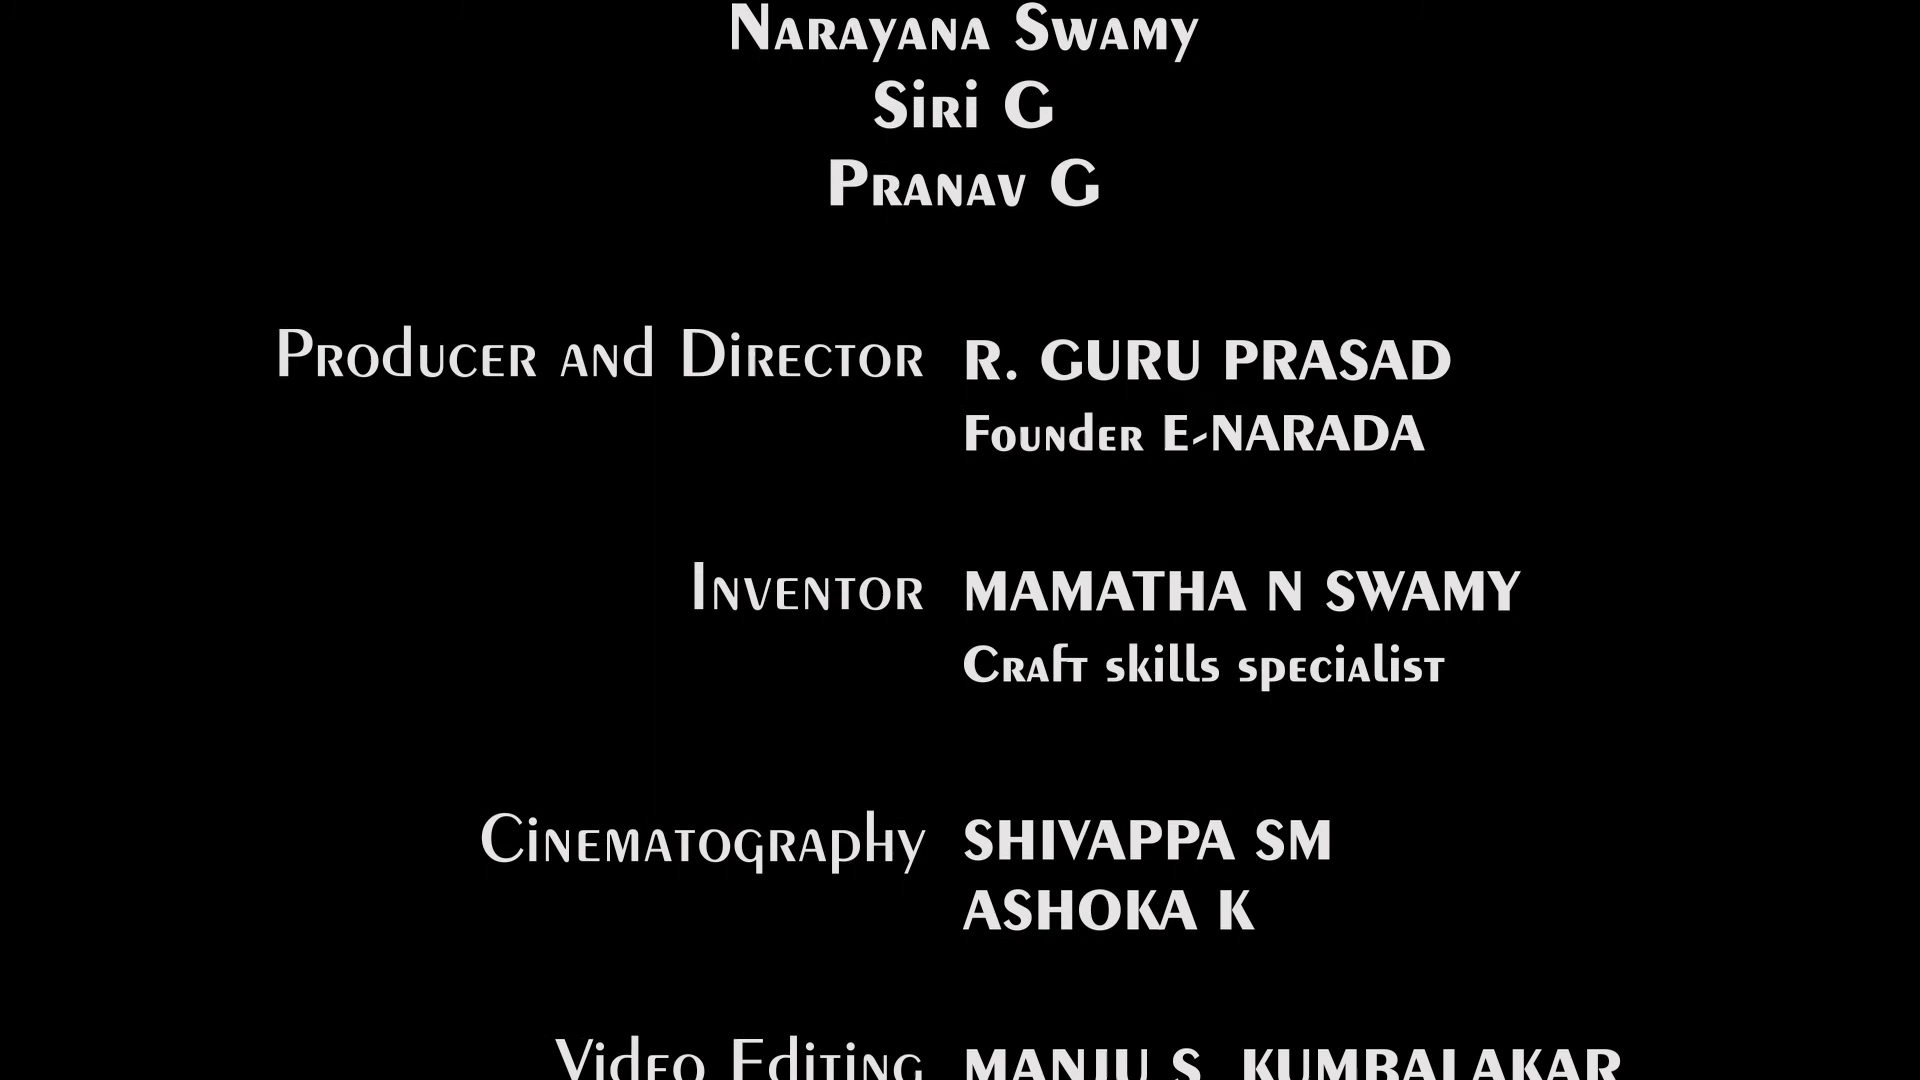 Narayana Swamy
Siri G
Pranav G
Producer and Director R. GURU PRASAD
Founder E-NARADA
Inventor MAMATHA N SWAMY
Craft skills specialist
Cinematography SHIVAPPA SM
ASHOKA K
Video Editing MANJU S. KUMBALAKAR